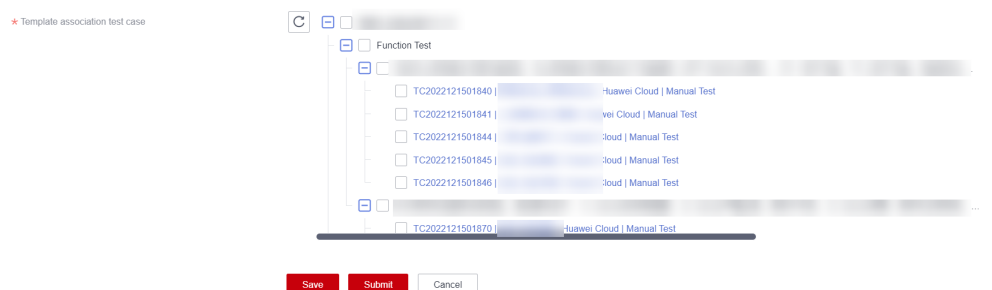 * Template association test case
Function Test
...
TC2022121501840 | Huawei Cloud | Manual Test
TC2022121501841 | Cloud | Manual Test
TC2022121501844 | Cloud | Manual Test
TC2022121501845 | Cloud | Manual Test
TC2022121501846 | Cloud | Manual Test
...
TC2022121501870 | Huawei Cloud | Manual Test
Save Submit Cancel